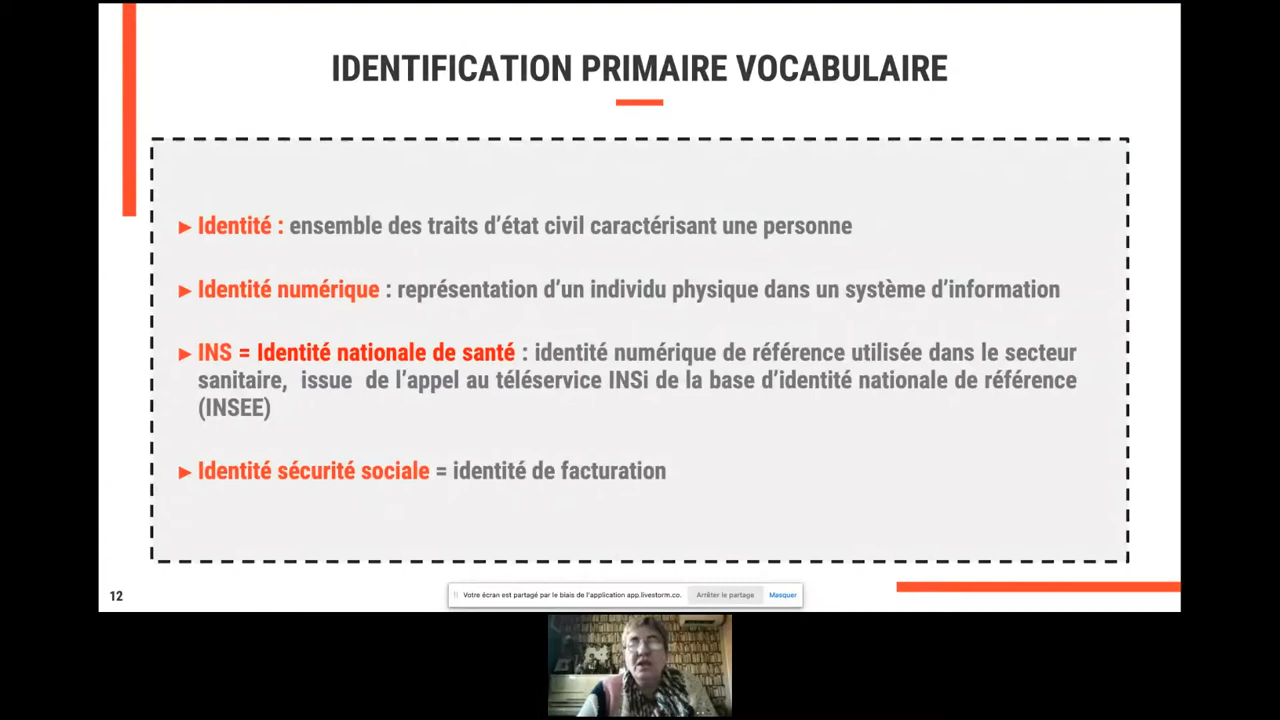 IDENTIFICATION PRIMAIRE VOCABULAIRE
► Identité : ensemble des traits d’état civil caractérisant une personne
► Identité numérique : représentation d’un individu physique dans un système d’information
► INS = Identité nationale de santé : identité numérique de référence utilisée dans le secteur
sanitaire, issue de l’appel au téléservice INSi de la base d’identité nationale de référence
(INSEE)
► Identité sécurité sociale = identité de facturation
12
Votre écran est partagé par le biais de l'application app.livestorm.co.
Arrêter le partage
Masquer